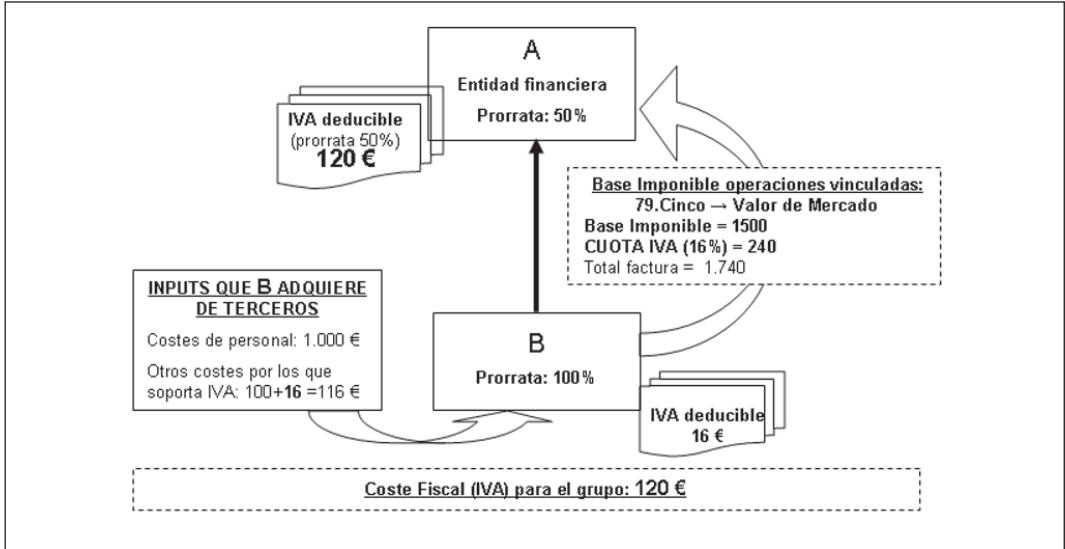 A
Entidad financiera
Prorrata: 50%
IVA deducible
(prorrata 50%)
120 €
Base Imponible operaciones vinculadas:
79.Cinco → Valor de Mercado
Base Imponible = 1500
CUOTA IVA (16%) = 240
Total factura = 1.740
INPUTS QUE B ADQUIERE
DE TERCEROS
Costes de personal: 1.000 €
Otros costes por los que
soporta IVA: 100+16 =116 €
B
Prorrata: 100%
IVA deducible
16 €
Coste Fiscal (IVA) para el grupo: 120 €